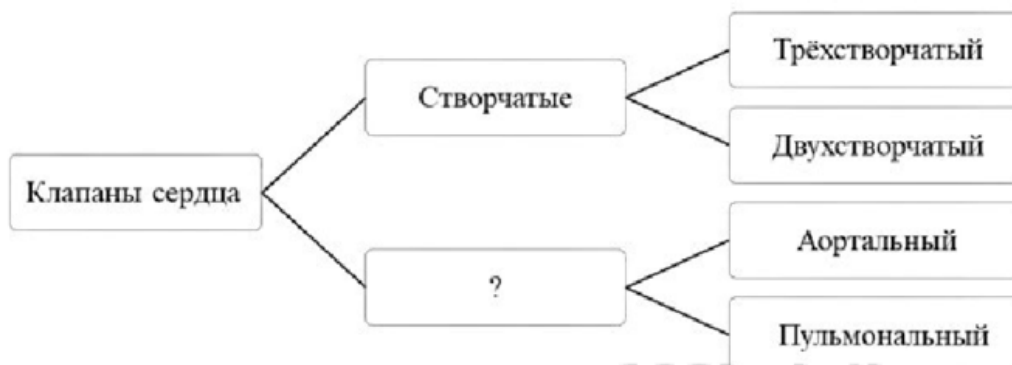 Трёхстворчатый
Створчатые
Двухстворчатый
Клапаны сердца
Аортальный
?
Пульмональный